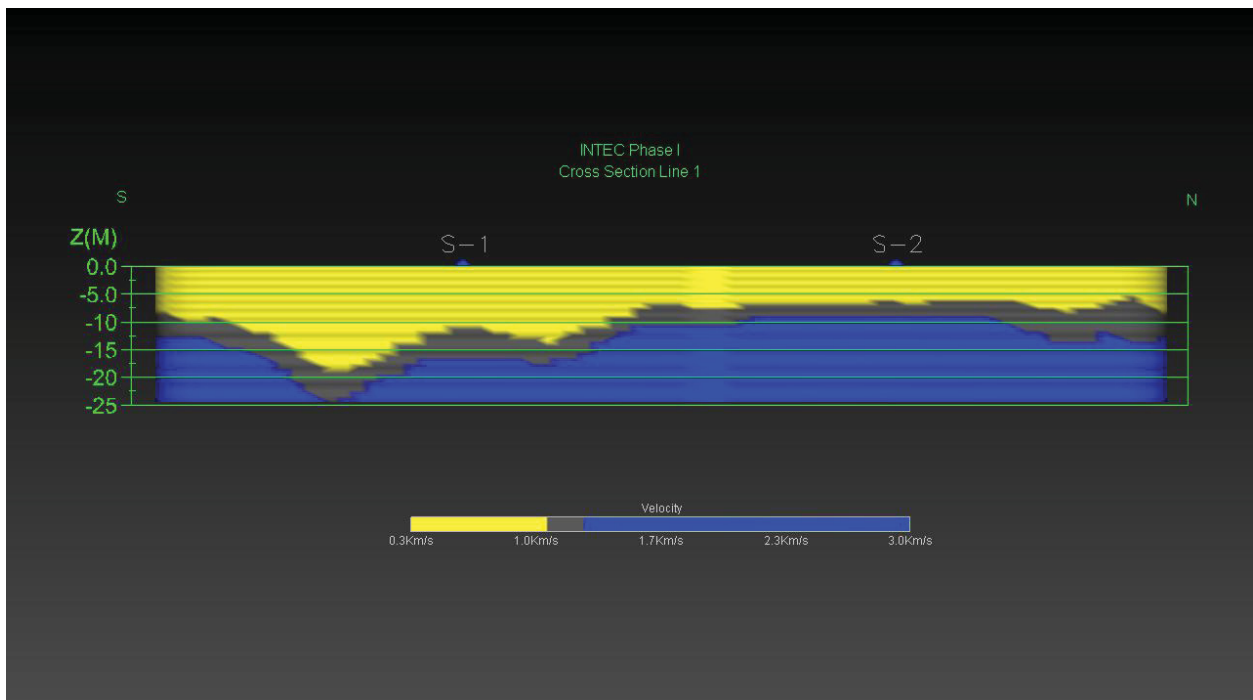 INTEC Phase I
Cross Section Line 1
S
N
Z(M)
S-1
S-2
0.0
-5.0
-10
-15
-20
-25
Velocity
0.3Km/s
1.0Km/s
1.7Km/s
2.3Km/s
3.0Km/s